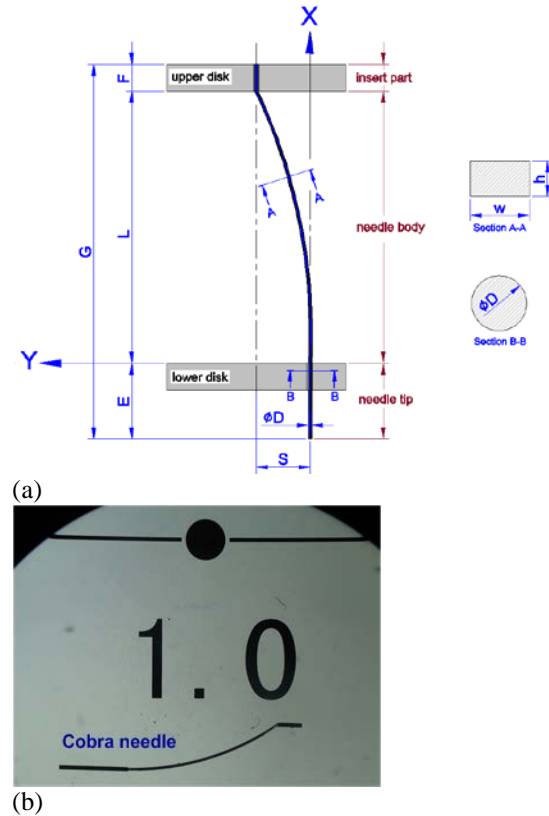 X
upper disk
F
insert part
G
L
A
A
needle body
h
w
Section A-A
ØD
Section B-B
Y
lower disk
E
B
B
needle tip
ØD
S
(a)
1.0
Cobra needle
(b)